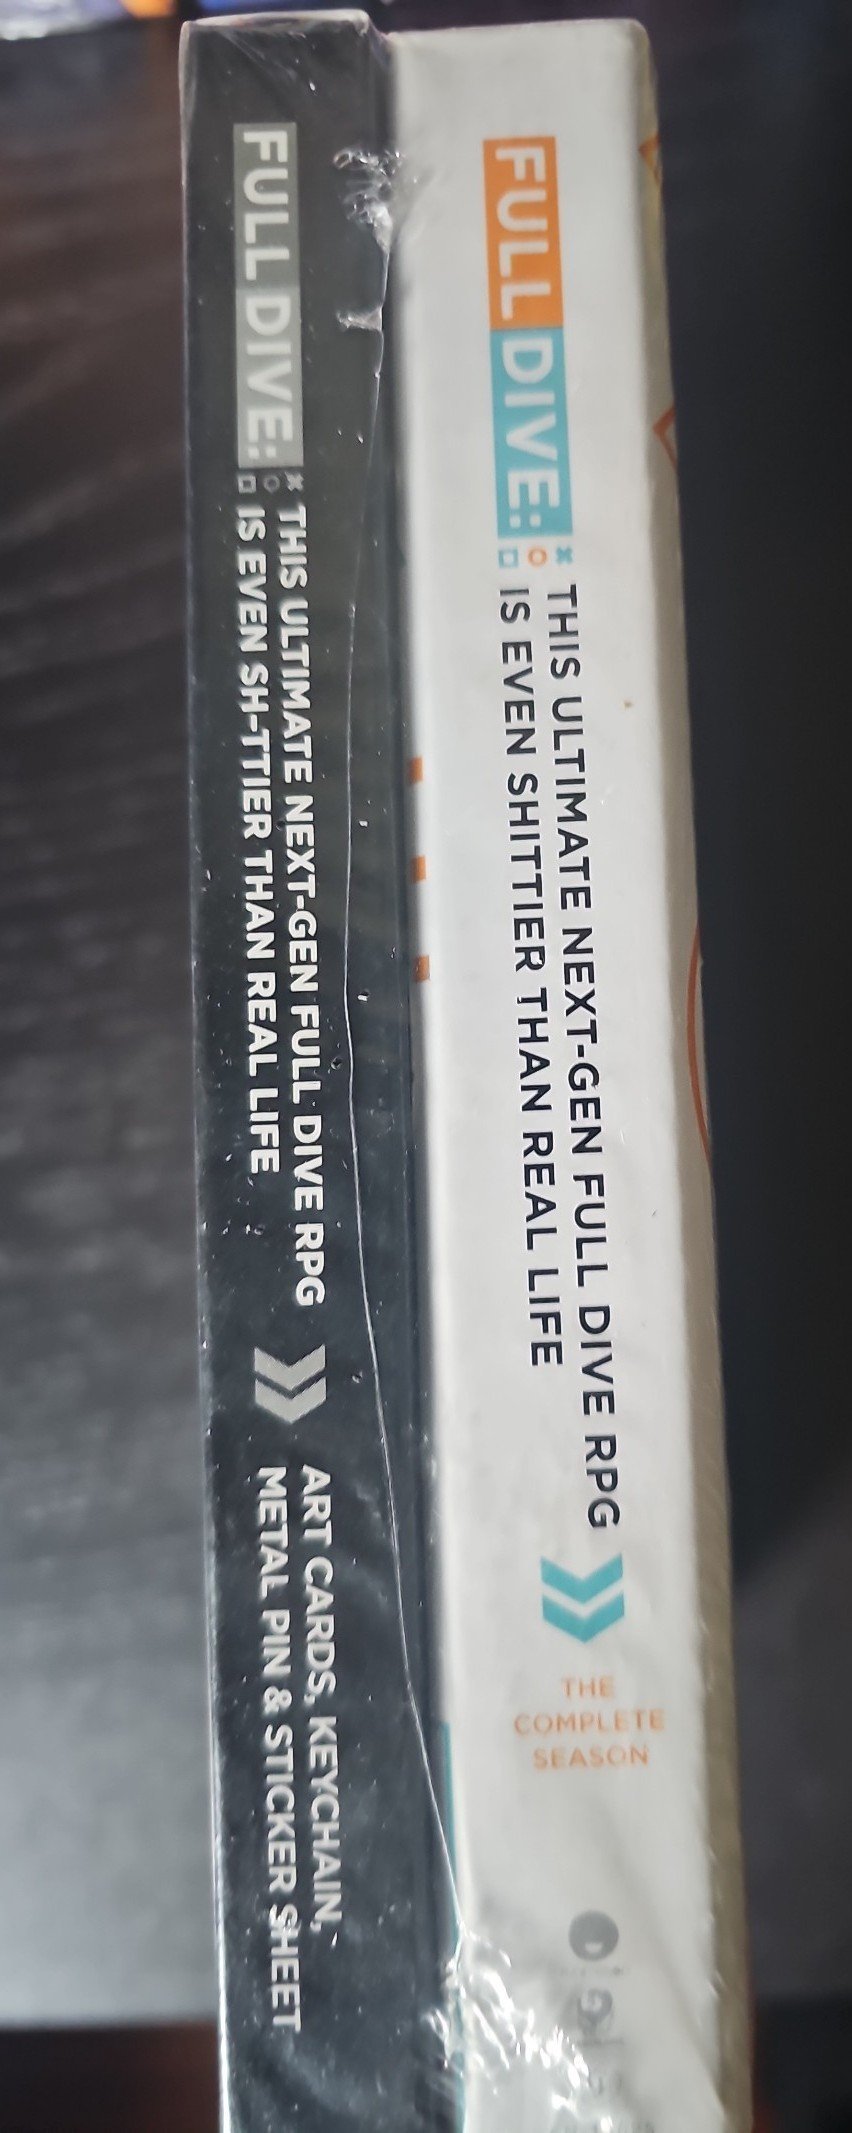 FULL DIVE:
THIS ULTIMATE NEXT-GEN FULL DIVE RPG
IS EVEN SHITTIER THAN REAL LIFE
THE
COMPLETE
SEASON
FULL DIVE:
THIS ULTIMATE NEXT-GEN FULL DIVE RPG
IS EVEN SH-TTIER THAN REAL LIFE
ART CARDS, KEYCHAIN,
METAL PIN & STICKER SHEET